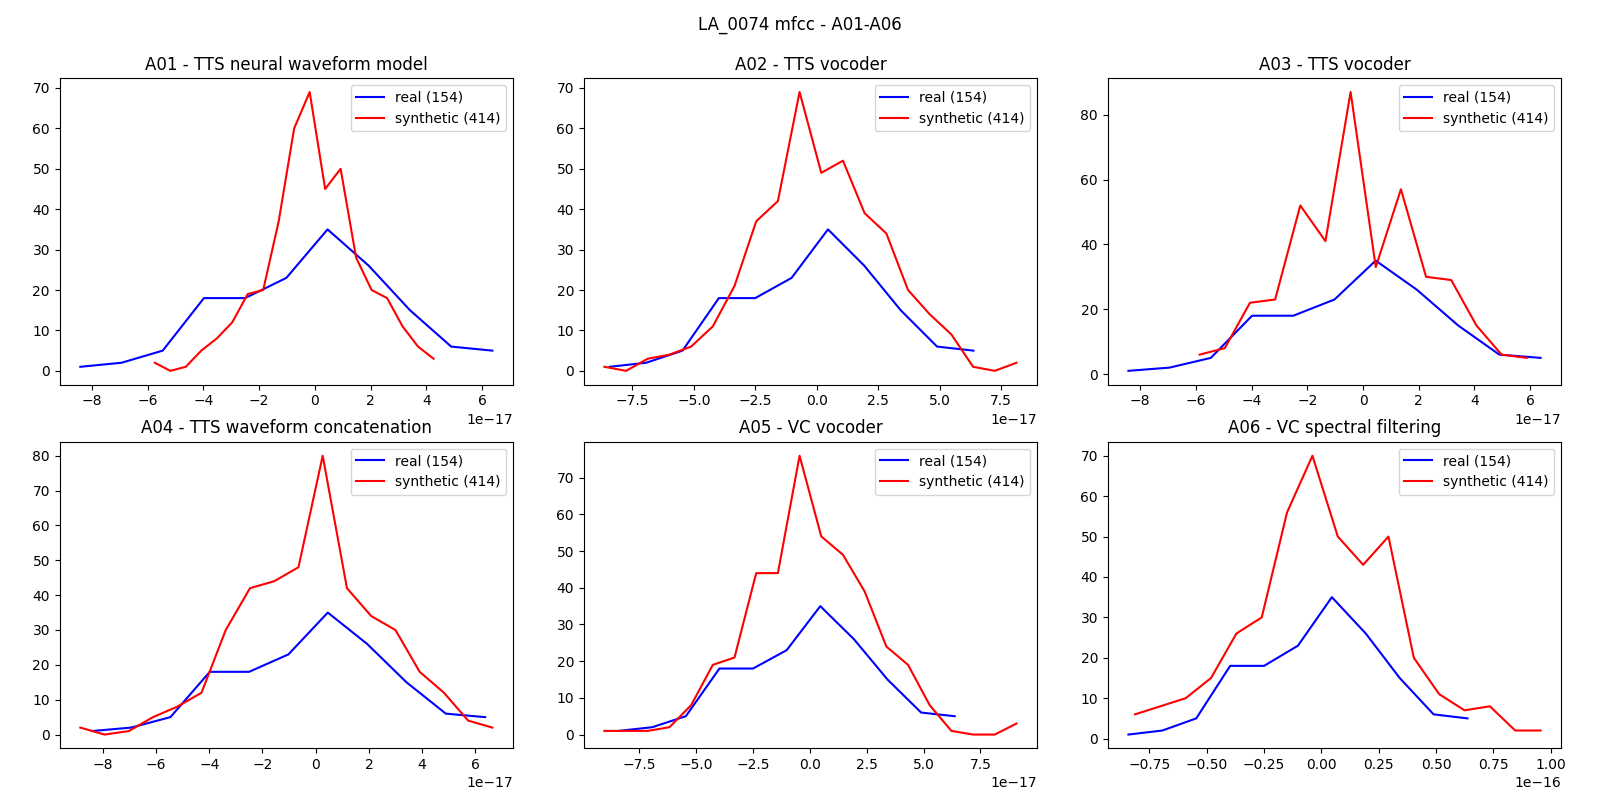 LA_0074 mfcc - A01-A06
A01 - TTS neural waveform model
real (154)
synthetic (414)
70
60
50
40
30
20
10
0
−8 −6 −4 −2 0 2 4 6
1e−17
A02 - TTS vocoder
real (154)
synthetic (414)
70
60
50
40
30
20
10
0
−7.5 −5.0 −2.5 0.0 2.5 5.0 7.5
1e−17
A03 - TTS vocoder
real (154)
synthetic (414)
80
60
40
20
0
−8 −6 −4 −2 0 2 4 6
1e−17
A04 - TTS waveform concatenation
real (154)
synthetic (414)
80
70
60
50
40
30
20
10
0
−8 −6 −4 −2 0 2 4 6
1e−17
A05 - VC vocoder
real (154)
synthetic (414)
70
60
50
40
30
20
10
0
−7.5 −5.0 −2.5 0.0 2.5 5.0 7.5
1e−17
A06 - VC spectral filtering
real (154)
synthetic (414)
70
60
50
40
30
20
10
0
−0.75 −0.50 −0.25 0.00 0.25 0.50 0.75 1.00
1e−16